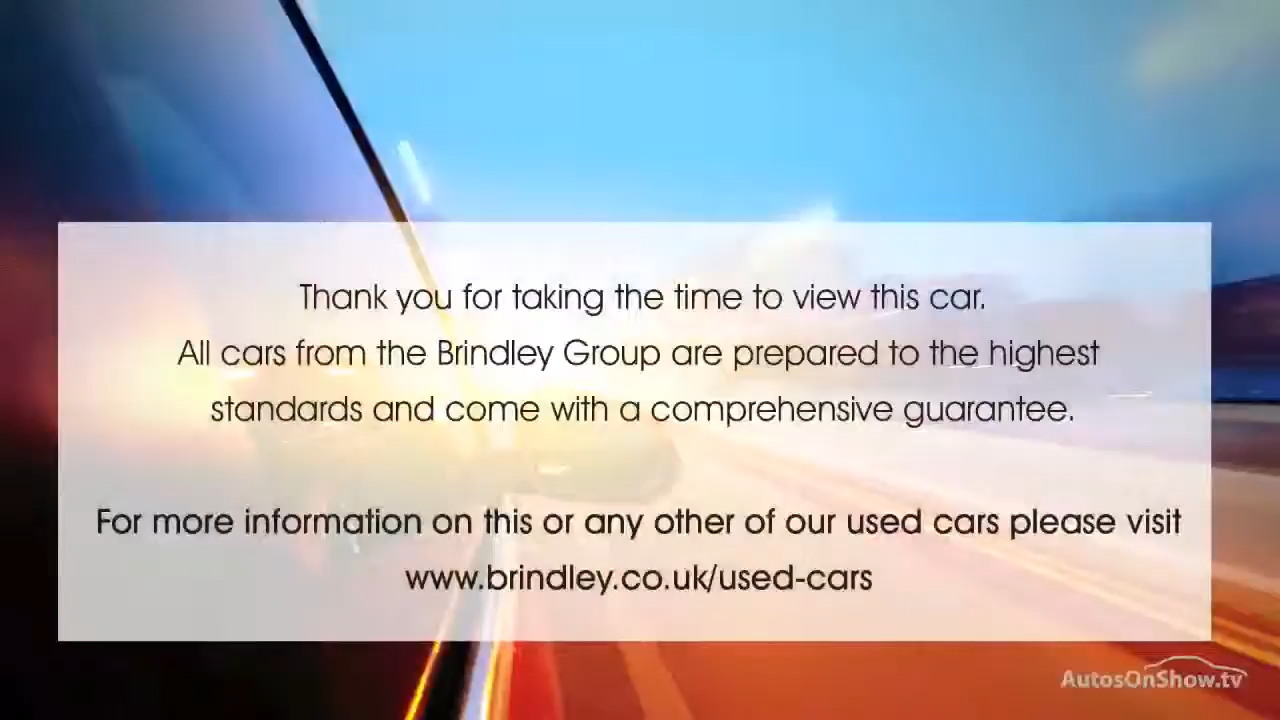 Thank you for taking the time to view this car.
All cars from the Brindley Group are prepared to the highest
standards and come with a comprehensive guarantee.
For more information on this or any other of our used cars please visit
www.brindley.co.uk/used-cars
AutosOnShow.tv